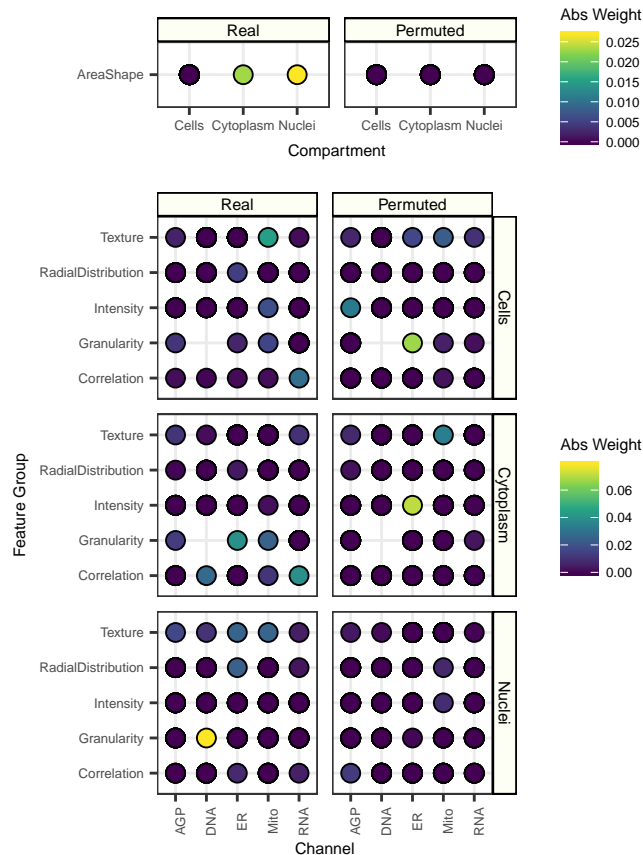 Real Permuted
AreaShape
Cells Cytoplasm Nuclei Cells Cytoplasm Nuclei
Compartment
Abs Weight
0.025
0.020
0.015
0.010
0.005
0.000
Real Permuted
Texture
RadialDistribution
Intensity
Granularity
Correlation
Cells
Texture
RadialDistribution
Intensity
Granularity
Correlation
Cytoplasm
Texture
RadialDistribution
Intensity
Granularity
Correlation
Nuclei
Feature Group
AGP DNA ER Mito RNA AGP DNA ER Mito RNA
Channel
Abs Weight
0.06
0.04
0.02
0.00